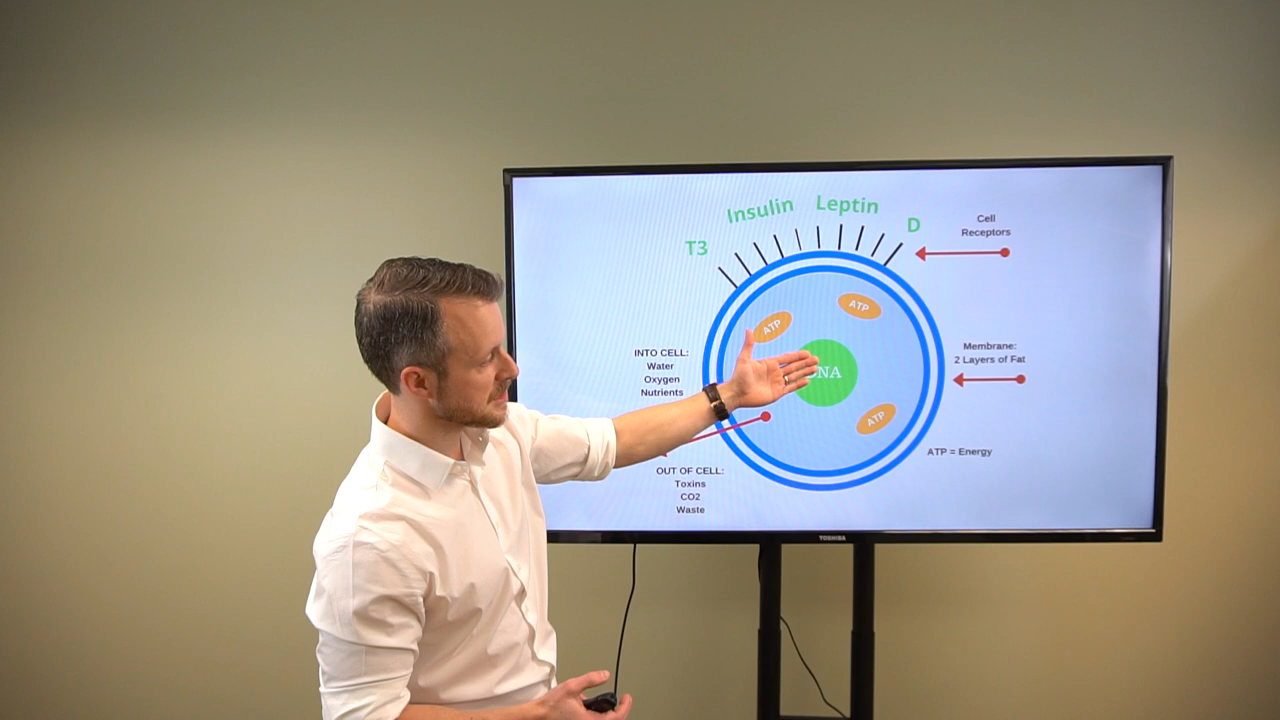 Insulin
Leptin
T3
D
Cell
Receptors
ATP
ATP
INTO CELL:
Water
Oxygen
Nutrients
Membrane:
2 Layers of Fat
ATP
ATP = Energy
OUT OF CELL:
Toxins
CO2
Waste
TOSHIBA